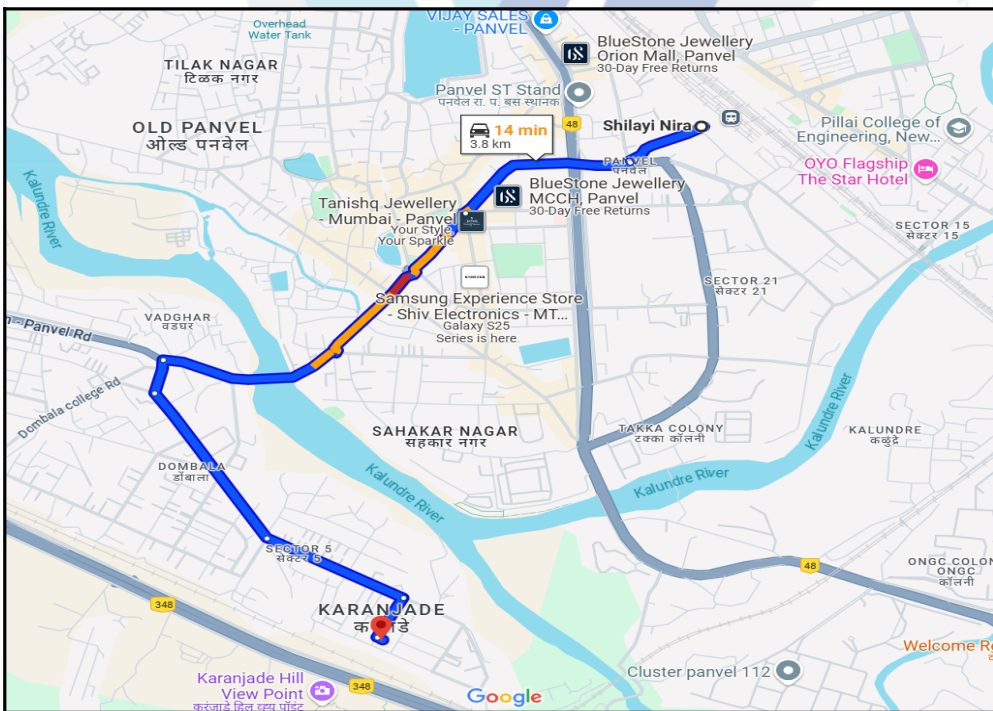 VIJAY SALES
- PANVEL
Overhead
Water Tank
BlueStone Jewellery
Orion Mall, Panvel
30-Day Free Returns
TILAK NAGAR
टिळक नगर
Panvel ST Stand
पनवेल रा. प. बस स्थानक
48
14 min
3.8 km
Shilayi Nira
Pillai College of
Engineering, New...
OLD PANVEL
ओल्ड पनवेल
PANVEL
पनवेल
OYO Flagship
The Star Hotel
BlueStone Jewellery
MCCH, Panvel
30-Day Free Returns
Tanishq Jewellery
- Mumbai - Panvel
Your Style,
Your Sparkle
Kalundre River
SECTOR 15
सेक्टर 15
SECTOR 21
सेक्टर 21
Samsung Experience Store
- Shiv Electronics - MT...
Galaxy S25
Series is here
VADGHAR
वडघर
- Panvel Rd
Dombala college Rd
SAHAKAR NAGAR
सहकार नगर
TAKKA COLONY
टक्का कॉलनी
Kalundre River
KALUNDRE
कळुंद्रे
DOMBALA
डोंबाला
Kalundre River
Kalundre River
SECTOR 5
सेक्टर 5
48
ONGC COLON
ONGC
कॉलनी
348
KARANJADE
Welcome R
Cluster panvel 112
Karanjade Hill
View Point
करंजाडे हिल व्ह्यू पॉइंट
348
Google